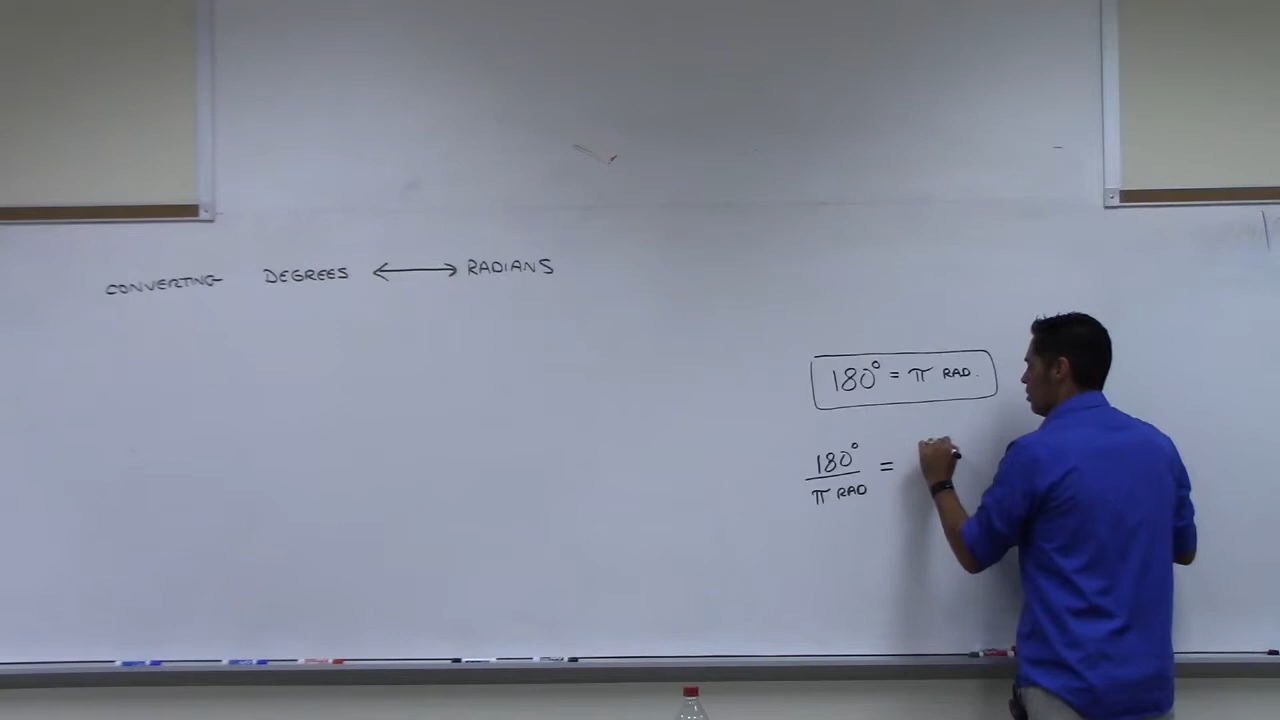 CONVERTING DEGREES ⟷ RADIANS
180° = π RAD.
180° =
π RAD